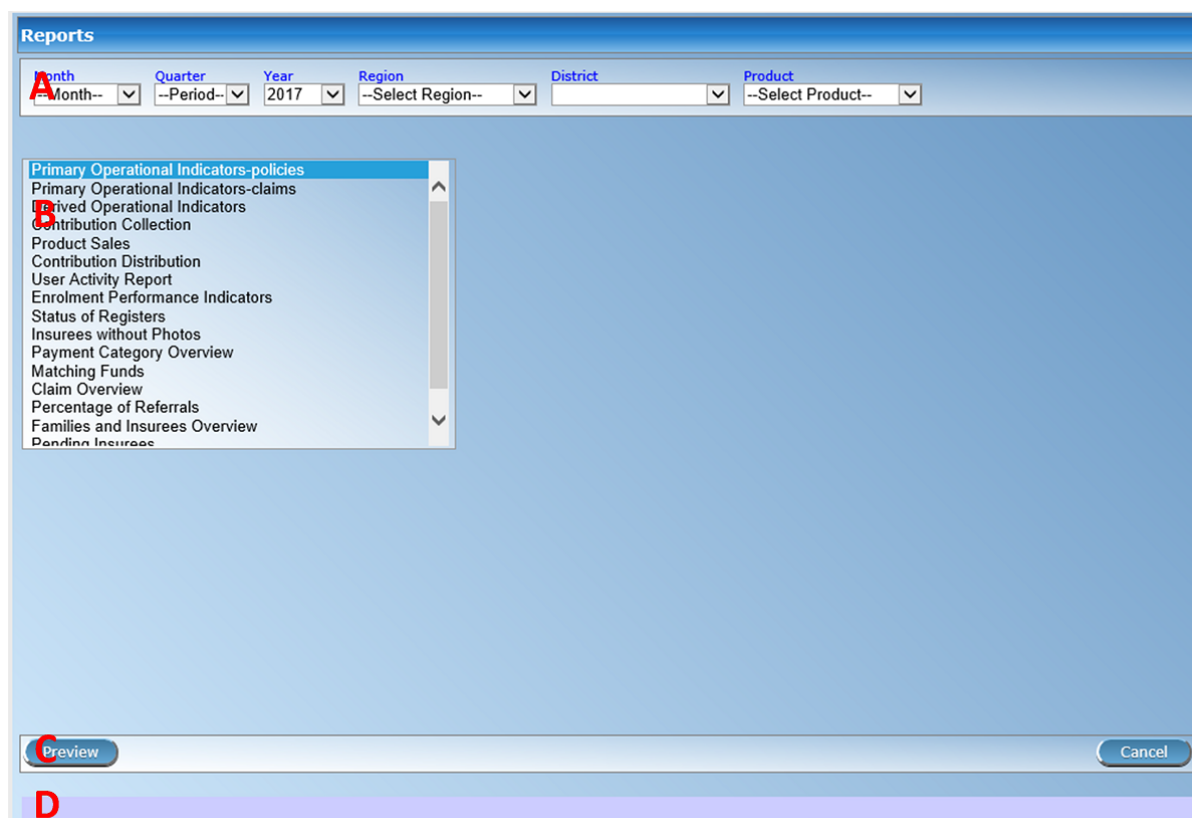 Reports
Month Quarter Year Region District Product
A
--Month-- --Period-- 2017 --Select Region-- --Select Product--
Primary Operational Indicators-policies
Primary Operational Indicators-claims
Derived Operational Indicators
B
Contribution Collection
Product Sales
Contribution Distribution
User Activity Report
Enrolment Performance Indicators
Status of Registers
Insurees without Photos
Payment Category Overview
Matching Funds
Claim Overview
Percentage of Referrals
Families and Insurees Overview
Pending Insurees
C
Preview Cancel
D